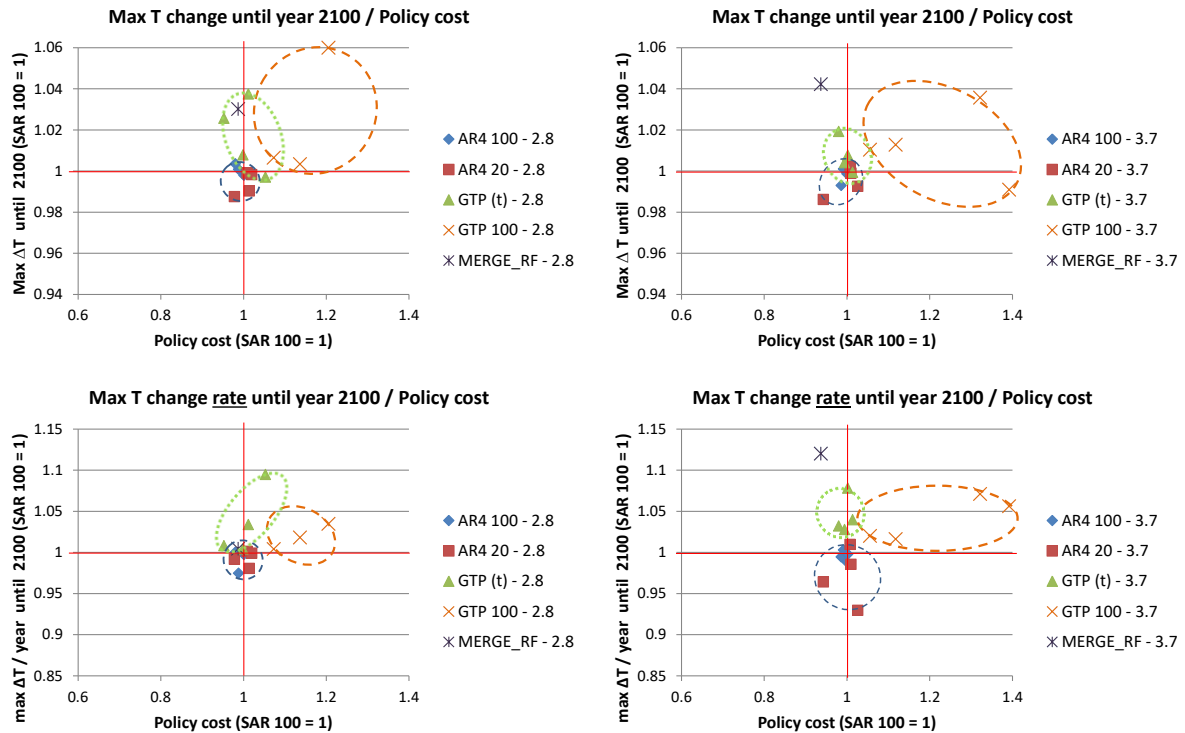 Max T change until year 2100 / Policy cost
Max ΔT until 2100 (SAR 100 = 1)
1.06
1.04
1.02
1
0.98
0.96
0.94
0.6
0.8
1
1.2
1.4
Policy cost (SAR 100 = 1)
AR4 100 - 2.8
AR4 20 - 2.8
GTP (t) - 2.8
GTP 100 - 2.8
MERGE_RF - 2.8
Max T change until year 2100 / Policy cost
Max Δ T until 2100 (SAR 100 = 1)
1.06
1.04
1.02
1
0.98
0.96
0.94
0.6
0.8
1
1.2
1.4
Policy cost (SAR 100 = 1)
AR4 100 - 3.7
AR4 20 - 3.7
GTP (t) - 3.7
GTP 100 - 3.7
MERGE_RF - 3.7
Max T change rate until year 2100 / Policy cost
max ΔT / year until 2100 (SAR 100 = 1)
1.15
1.1
1.05
1
0.95
0.9
0.85
0.6
0.8
1
1.2
1.4
Policy cost (SAR 100 = 1)
AR4 100 - 2.8
AR4 20 - 2.8
GTP (t) - 2.8
GTP 100 - 2.8
MERGE_RF - 2.8
Max T change rate until year 2100 / Policy cost
max ΔT / year until 2100 (SAR 100 = 1)
1.15
1.1
1.05
1
0.95
0.9
0.85
0.6
0.8
1
1.2
1.4
Policy cost (SAR 100 = 1)
AR4 100 - 3.7
AR4 20 - 3.7
GTP (t) - 3.7
GTP 100 - 3.7
MERGE_RF - 3.7